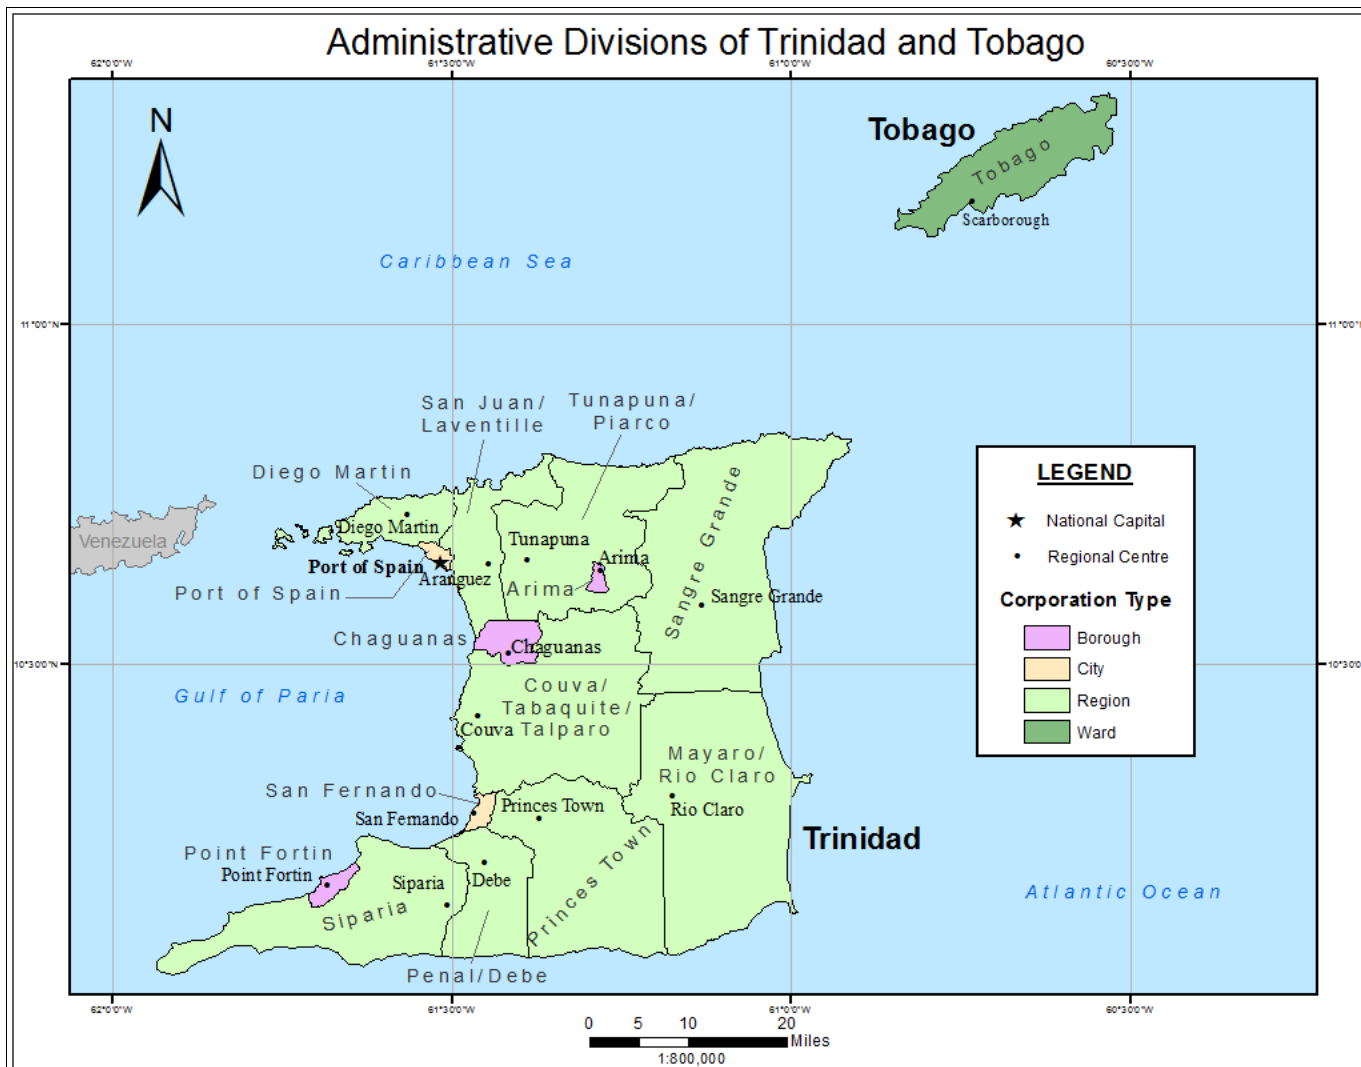 Administrative Divisions of Trinidad and Tobago
62°0'0"W
61°30'0"W
61°0'0"W
60°30'0"W
N
Tobago
Tobago
Scarborough
Caribbean Sea
11°0'0"N
11°0'0"N
San Juan/
Laventille
Tunapuna/
Piarco
Diego Martin
Sangre Grande
Venezuela
Diego Martin
Tunapuna
Port of Spain
Aranguez
Arima
Arima
Port of Spain
Sangre Grande
Chaguanas
Chaguanas
10°30'0"N
10°30'0"
Gulf of Paria
Couva/
Tabaquite/
Talparo
Couva
Mayaro/
Rio Claro
San Fernando
Princes Town
Rio Claro
San Fernando
Trinidad
Point Fortin
Point Fortin
Siparia
Debe
Princes Town
Siparia
Atlantic Ocean
Penal/Debe
LEGEND
National Capital
Regional Centre
Corporation Type
Borough
City
Region
Ward
62°0'0"W
61°30'0"W
61°0'0"W
60°30'0"W
0 5 10 20
Miles
1:800,000